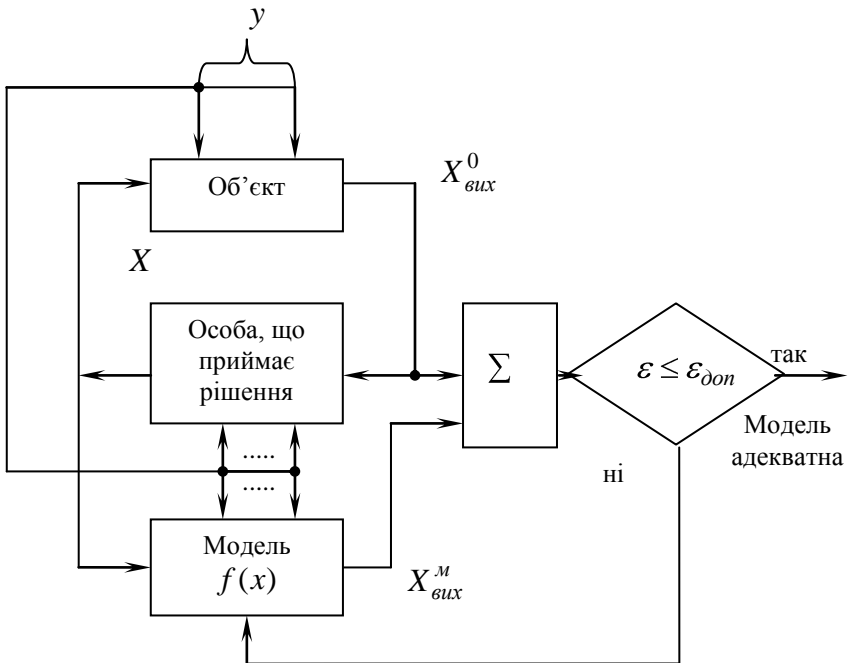 y
Об’єкт
X⁰вих
X
Особа, що
приймає
рішення
Σ
ε ≤ εдоп
так
Модель
адекватна
ні
.....
.....
Модель
f(x)
Xᴹвих